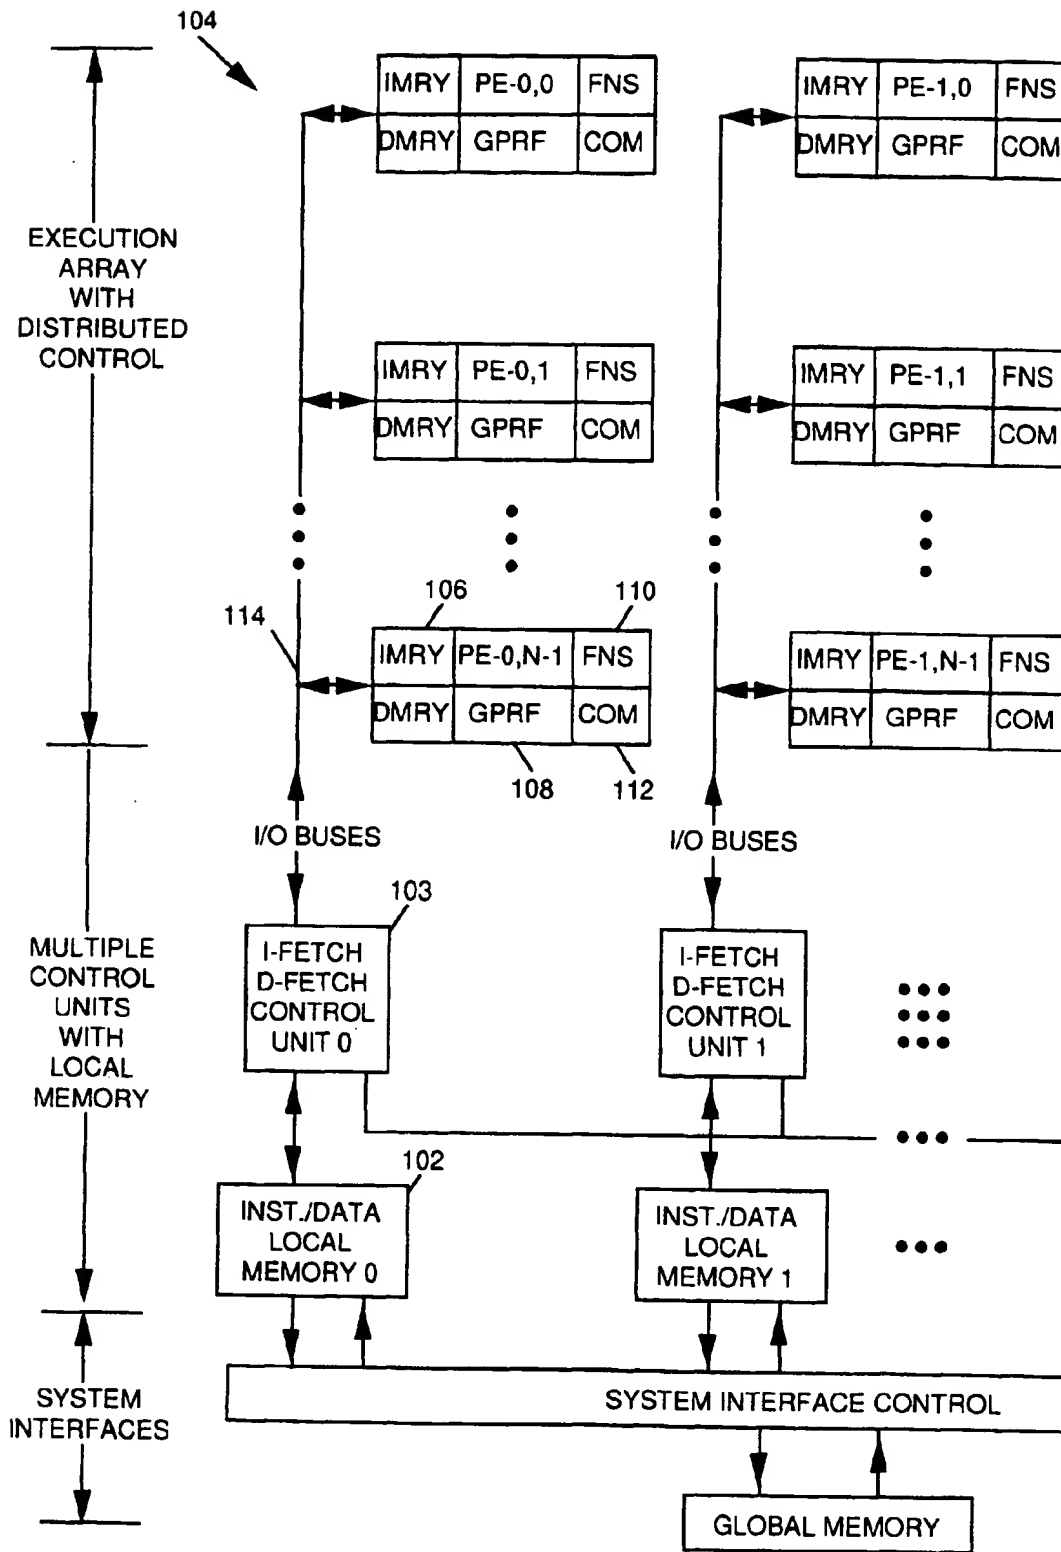 104
IMRY PE-0,0 FNS
DMRY GPRF COM
IMRY PE-1,0 FNS
DMRY GPRF COM
EXECUTION
ARRAY
WITH
DISTRIBUTED
CONTROL
IMRY PE-0,1 FNS
DMRY GPRF COM
IMRY PE-1,1 FNS
DMRY GPRF COM
114
106
110
IMRY PE-0,N-1 FNS
DMRY GPRF COM
108
112
IMRY PE-1,N-1 FNS
DMRY GPRF COM
I/O BUSES
I/O BUSES
MULTIPLE
CONTROL
UNITS
WITH
LOCAL
MEMORY
103
I-FETCH
D-FETCH
CONTROL
UNIT 0
I-FETCH
D-FETCH
CONTROL
UNIT 1
102
INST./DATA
LOCAL
MEMORY 0
INST./DATA
LOCAL
MEMORY 1
SYSTEM
INTERFACES
SYSTEM INTERFACE CONTROL
GLOBAL MEMORY